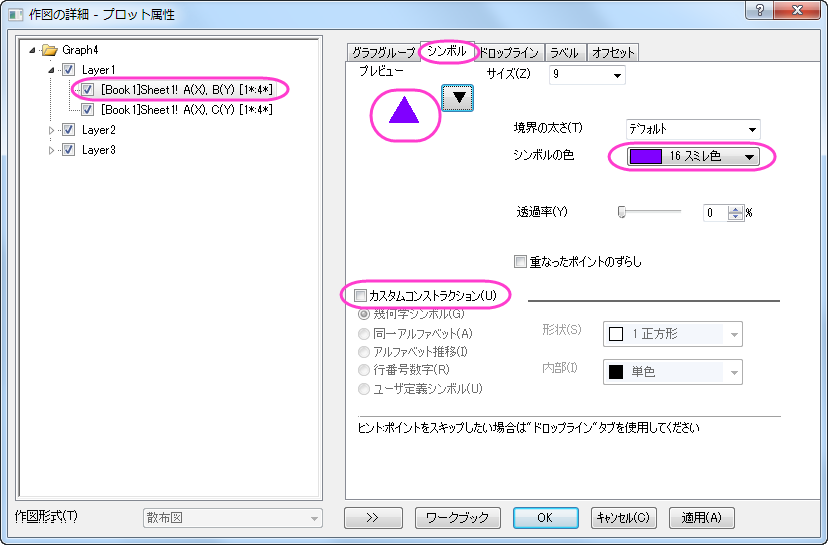 作図の詳細 - プロット属性
Graph4
Layer1
[Book1]Sheet1! A(X), B(Y) [1*:4*]
[Book1]Sheet1! A(X), C(Y) [1*:4*]
Layer2
Layer3
作図形式(T)
散布図
グラフグループ シンボル ドロップライン ラベル オフセット
プレビュー
サイズ(Z) 9
境界の太さ(T) デフォルト
シンボルの色 16 スミレ色
透過率(Y) 0 %
重なったポイントのずらし
カスタムコンストラクション(U)
幾何学シンボル(G)
同一アルファベット(A)
アルファベット推移(I)
行番号数字(R)
ユーザ定義シンボル(U)
形状(S) 1 正方形
内部(I) 単色
ヒント:ポイントをスキップしたい場合は"ドロップライン"タブを使用してください
>> ワークブック OK キャンセル(C) 適用(A)